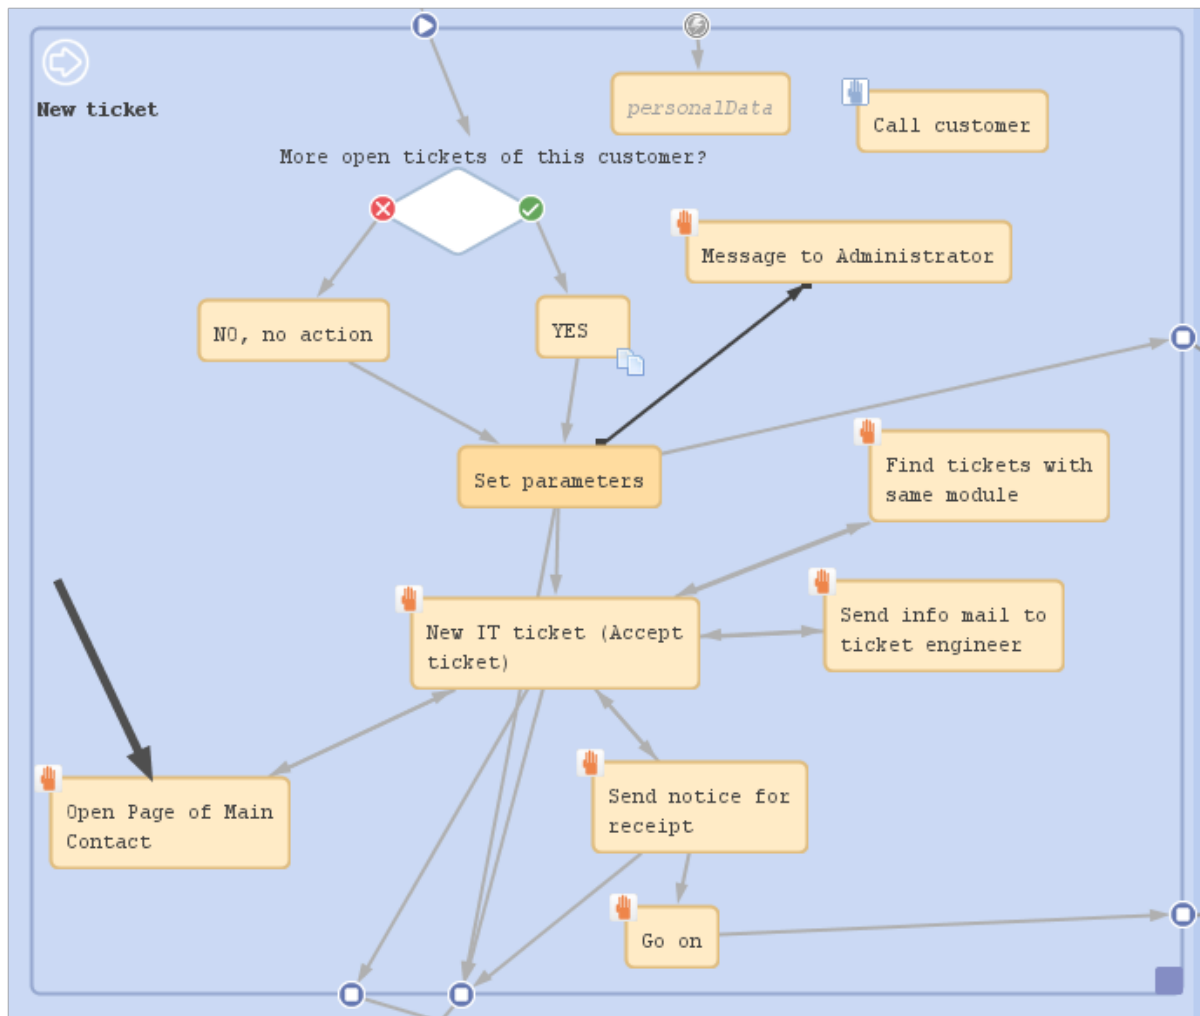 New ticket
personalData
Call customer
More open tickets of this customer?
Message to Administrator
NO, no action
YES
Set parameters
Find tickets with
same module
New IT ticket (Accept
ticket)
Send info mail to
ticket engineer
Open Page of Main
Contact
Send notice for
receipt
Go on